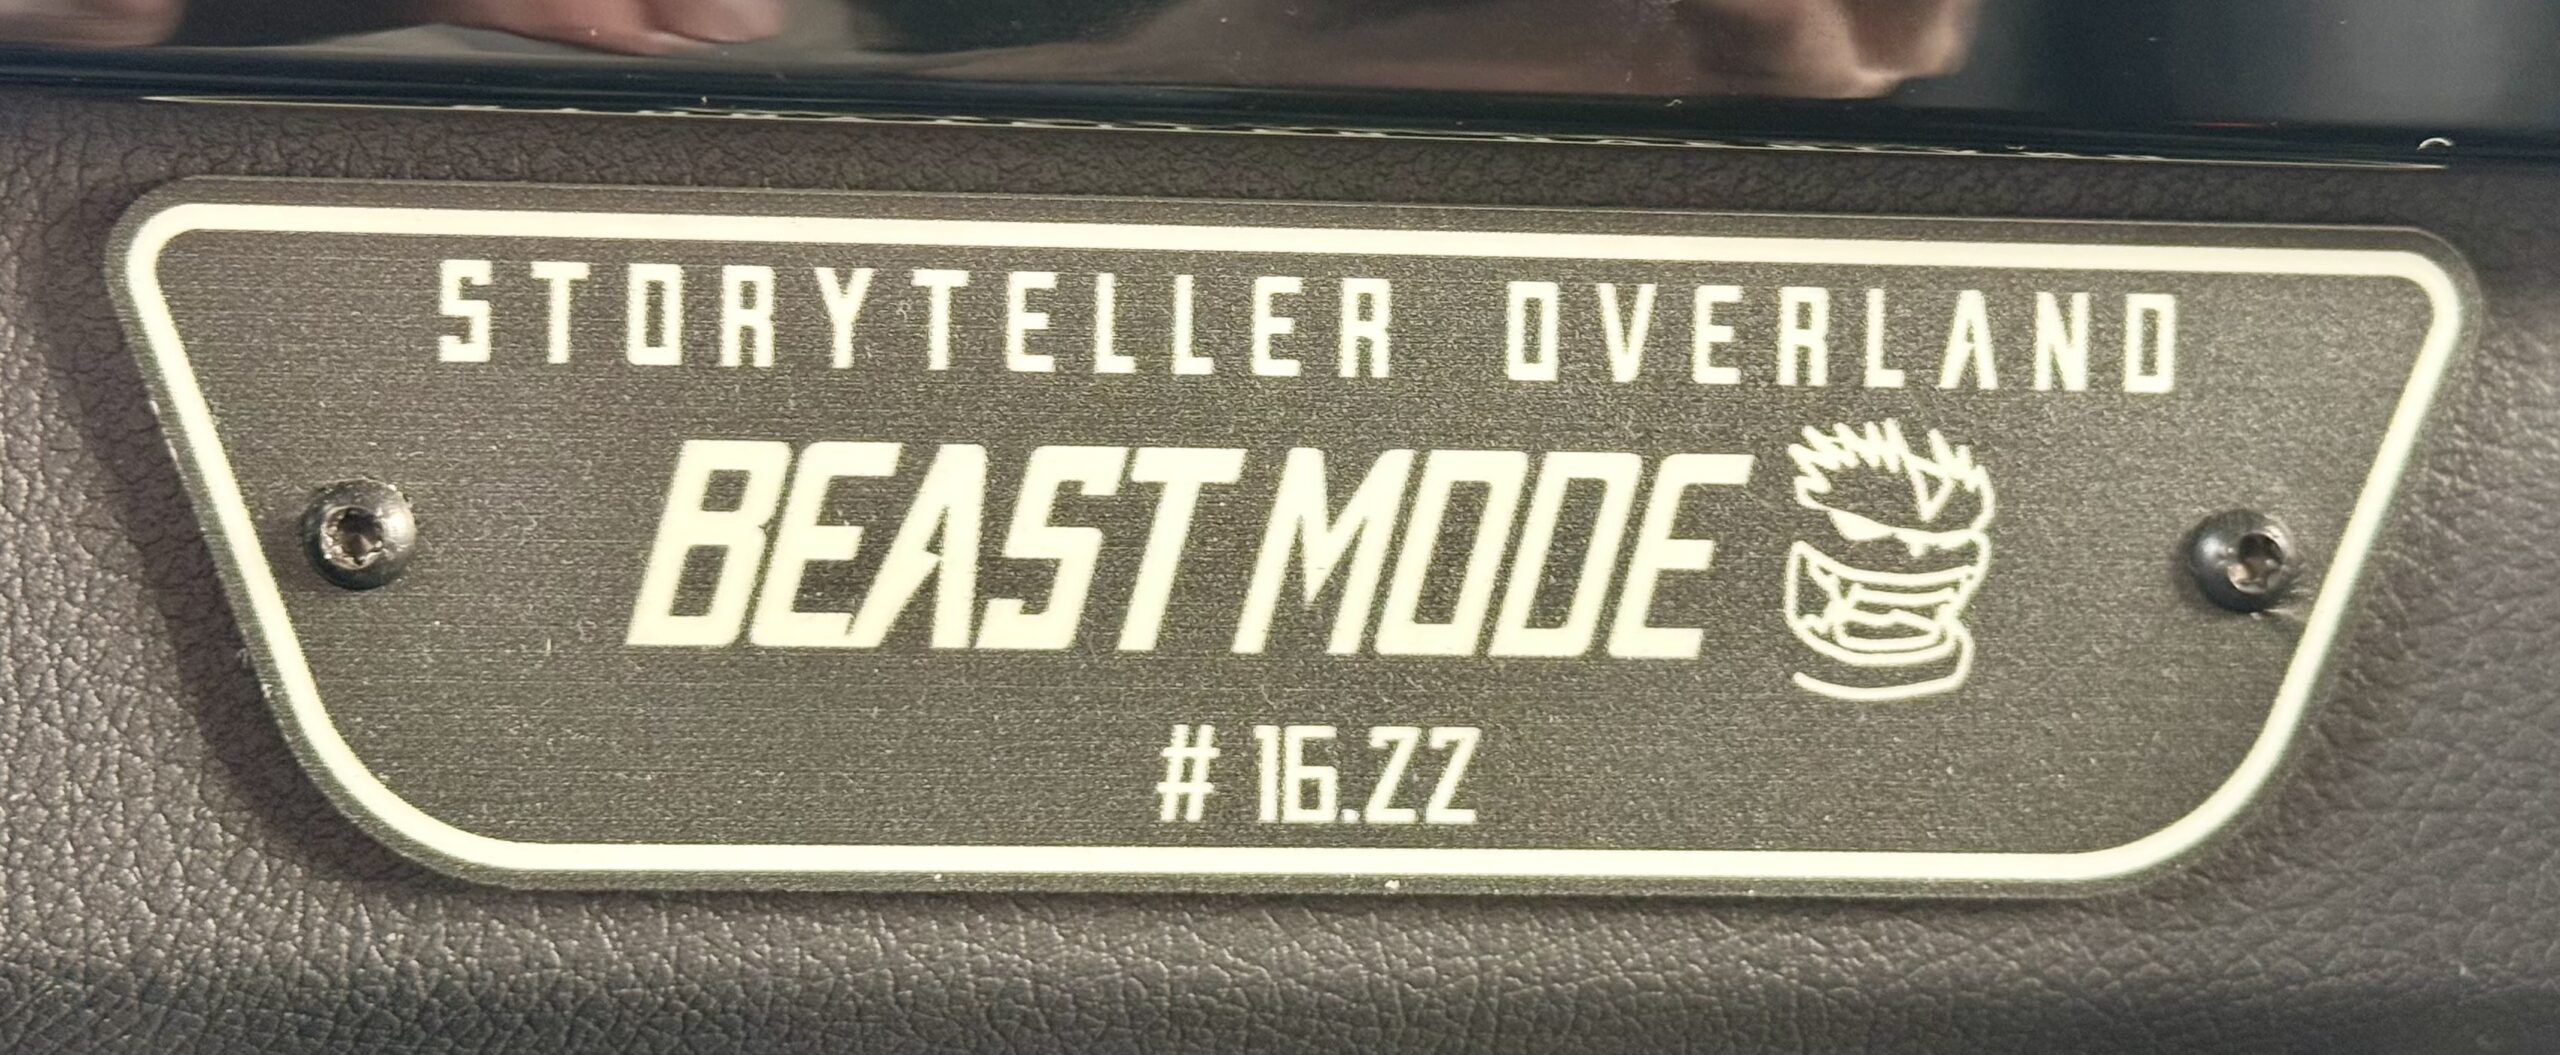 STORYTELLER OVERLAND
BEAST MODE
# 16.22